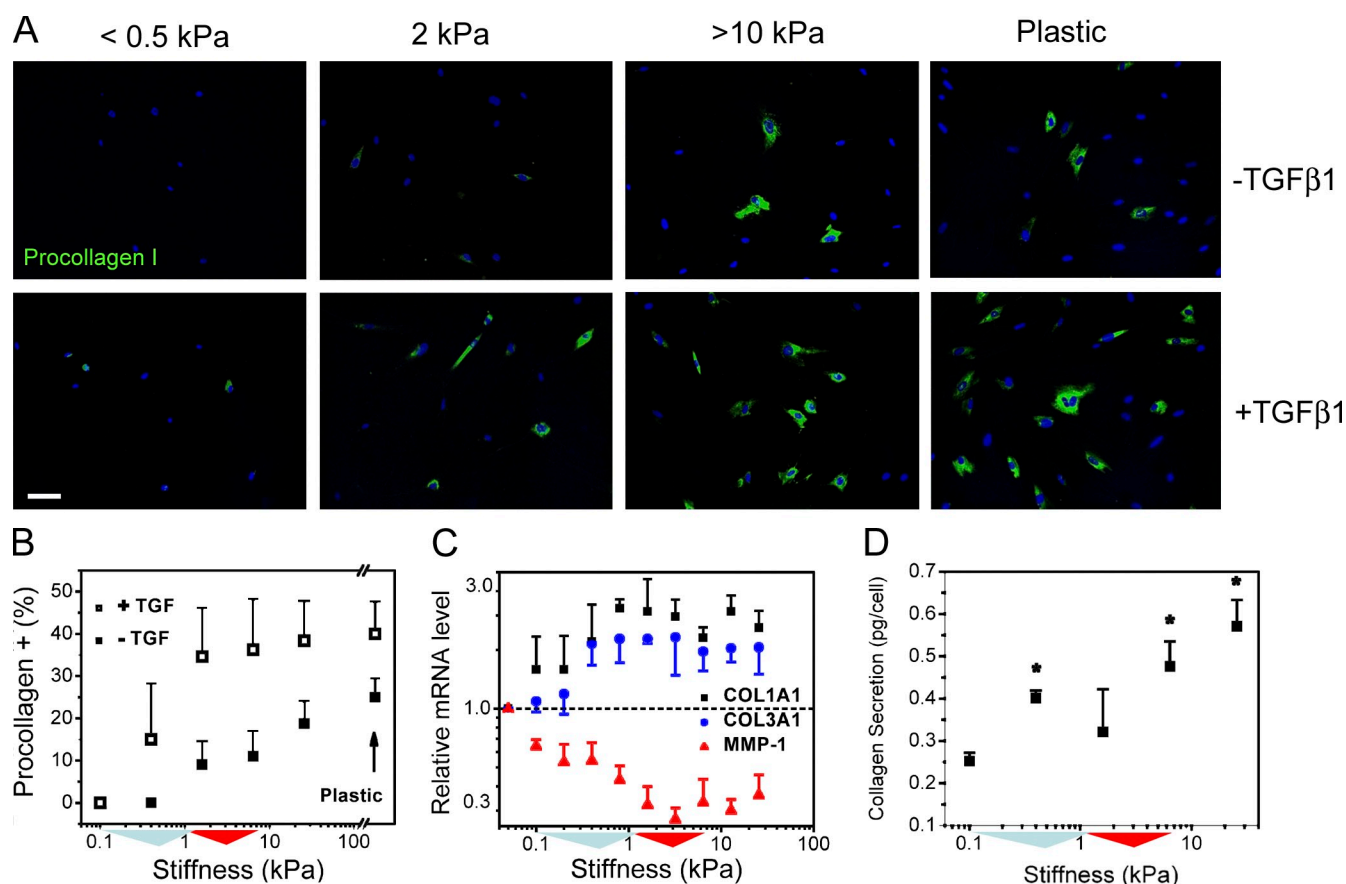 A
< 0.5 kPa
2 kPa
>10 kPa
Plastic
Procollagen I
-TGFβ1
+TGFβ1
B
Procollagen + (%)
50
40
30
20
10
0
+ TGF
- TGF
Plastic
0.1
1
10
100
Stiffness (kPa)
C
Relative mRNA level
3.0
1.0
0.3
COL1A1
COL3A1
MMP-1
0.1
1
10
100
Stiffness (kPa)
D
Collagen Secretion (pg/cell)
0.7
0.6
0.5
0.4
0.3
0.2
0.1
*
*
*
0.1
1
10
Stiffness (kPa)